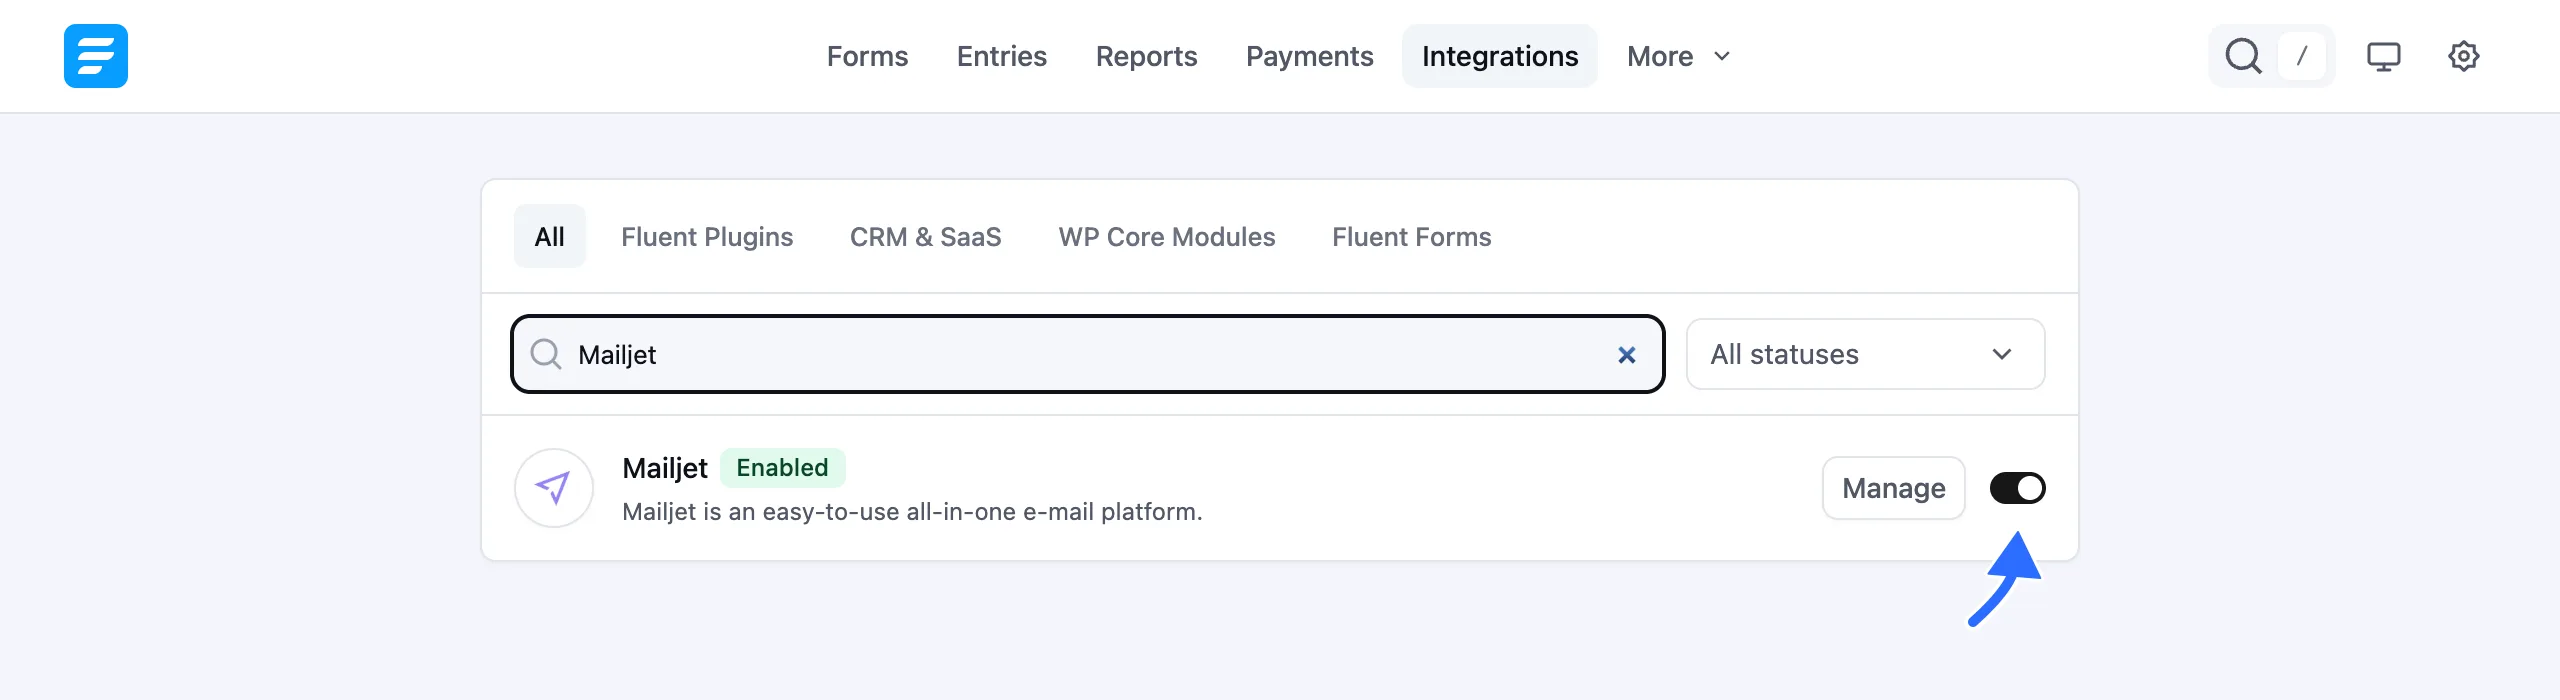 Forms Entries Reports Payments Integrations More /
All Fluent Plugins CRM & SaaS WP Core Modules Fluent Forms
Mailjet All statuses
Mailjet Enabled
Mailjet is an easy-to-use all-in-one e-mail platform.
Manage